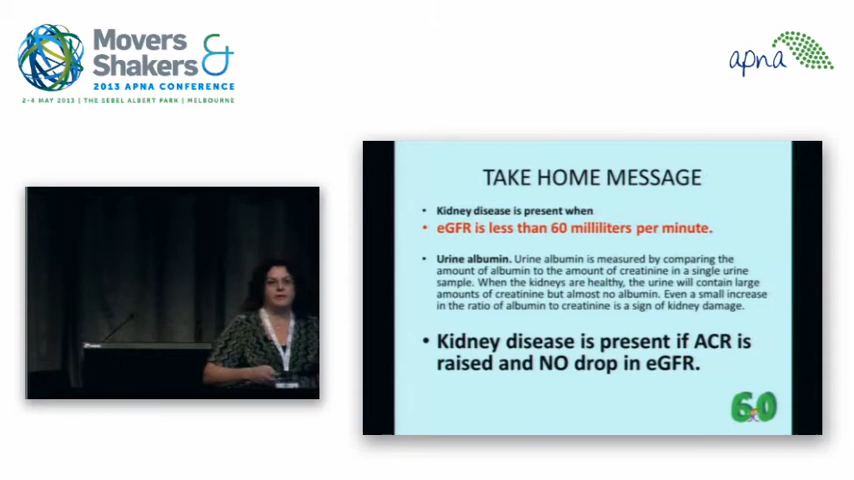 Movers
Shakers &
2013 APNA CONFERENCE
2-4 MAY 2013 | THE SEBEL ALBERT PARK | MELBOURNE
apna
TAKE HOME MESSAGE
• Kidney disease is present when
• eGFR is less than 60 milliliters per minute.
• Urine albumin. Urine albumin is measured by comparing the
amount of albumin to the amount of creatinine in a single urine
sample. When the kidneys are healthy, the urine will contain large
amounts of creatinine but almost no albumin. Even a small increase
in the ratio of albumin to creatinine is a sign of kidney damage.
• Kidney disease is present if ACR is
raised and NO drop in eGFR.
60